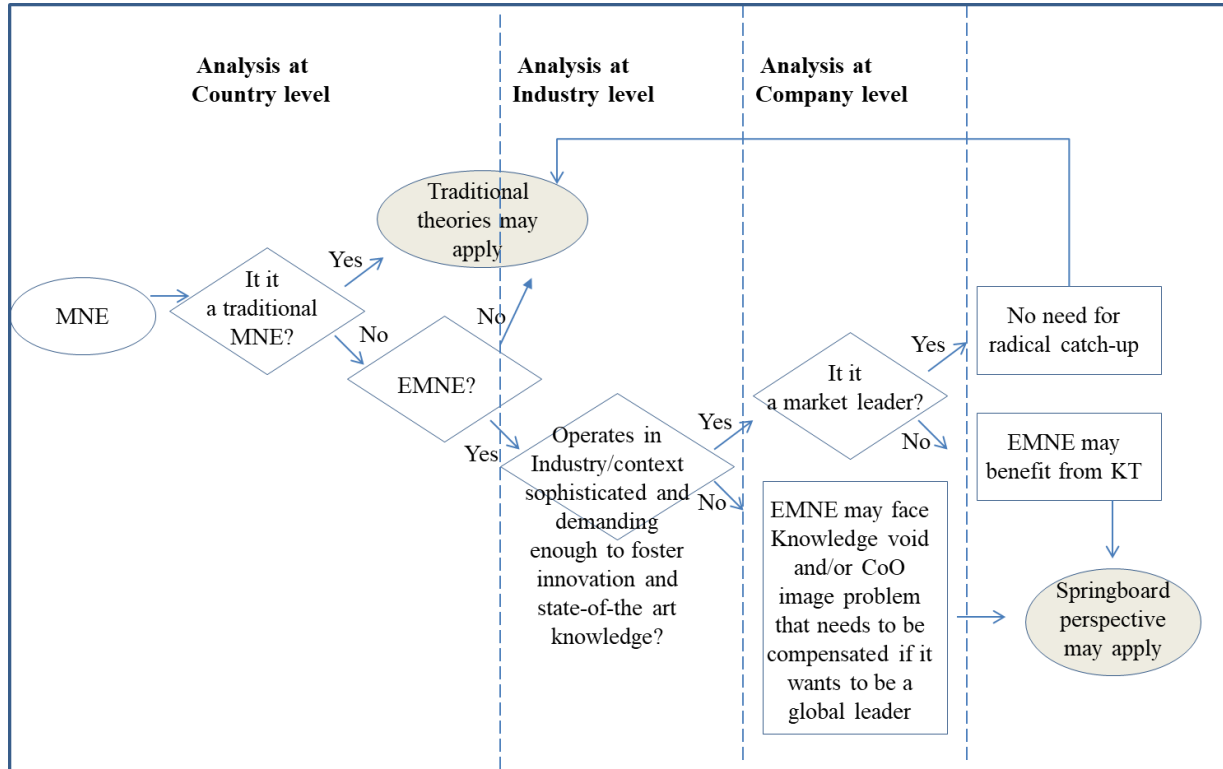 Analysis at
Country level
Analysis at
Industry level
Analysis at
Company level
Traditional
theories may
apply
MNE
It it
a traditional
MNE?
Yes
No
EMNE?
No
Yes
Operates in
Industry/context
sophisticated and
demanding
enough to foster
innovation and
state-of-the art
knowledge?
Yes
No
It it
a market leader?
Yes
No
No need for
radical catch-up
EMNE may
benefit from KT
EMNE may face
Knowledge void
and/or CoO
image problem
that needs to be
compensated if it
wants to be a
global leader
Springboard
perspective
may apply